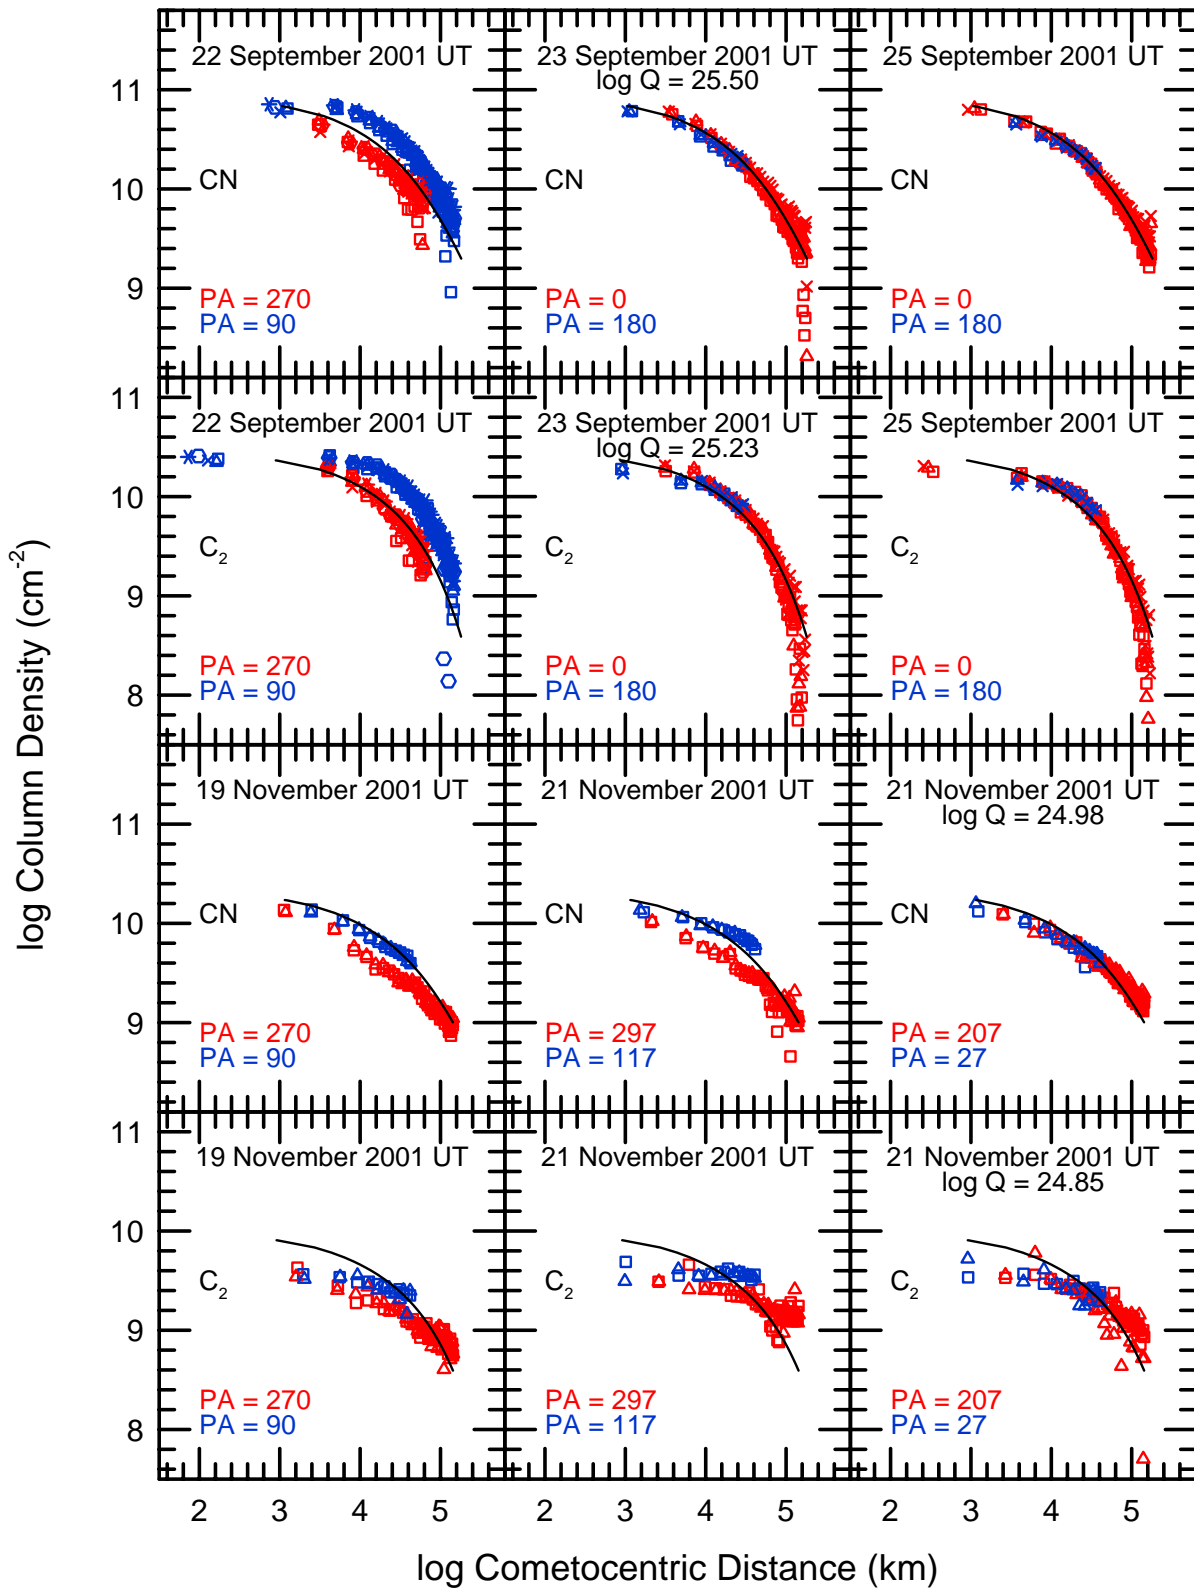 22 September 2001 UT
23 September 2001 UT
25 September 2001 UT
log Q = 25.50
11
CN
CN
CN
10
9
PA = 270
PA = 0
PA = 0
PA = 90
PA = 180
PA = 180
11
22 September 2001 UT
23 September 2001 UT
25 September 2001 UT
log Q = 25.23
10
C2
C2
C2
9
PA = 270
PA = 0
PA = 0
8
PA = 90
PA = 180
PA = 180
log Column Density (cm-2)
19 November 2001 UT
21 November 2001 UT
21 November 2001 UT
log Q = 24.98
11
CN
CN
CN
10
9
PA = 270
PA = 297
PA = 207
PA = 90
PA = 117
PA = 27
11
19 November 2001 UT
21 November 2001 UT
21 November 2001 UT
log Q = 24.85
10
C2
C2
C2
9
PA = 270
PA = 297
PA = 207
8
PA = 90
PA = 117
PA = 27
2 3 4 5 2 3 4 5 2 3 4 5
log Cometocentric Distance (km)